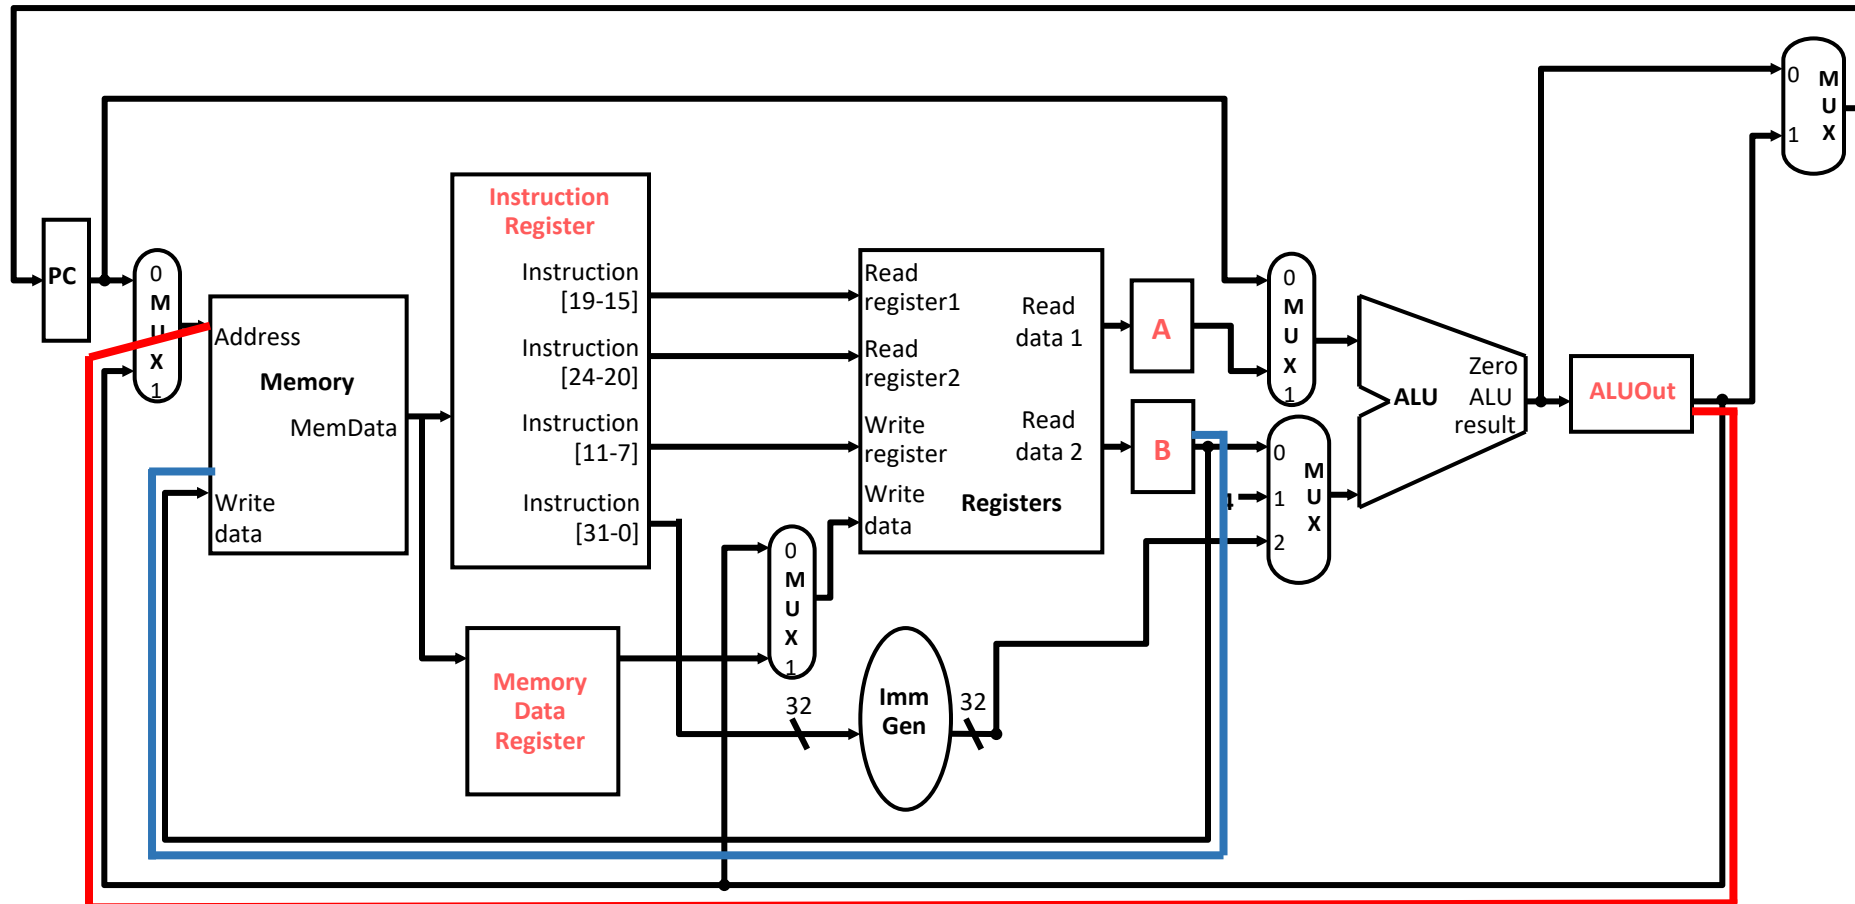 0
M
U
X
1
PC
0
M
U
X
1
Address
Memory
MemData
Write
data
Instruction
Register
Instruction
[19-15]
Instruction
[24-20]
Instruction
[11-7]
Instruction
[31-0]
Memory
Data
Register
0
M
U
X
1
32
Imm
Gen
32
Read
register1
Read
register2
Write
register
Write
data
Read
data 1
Read
data 2
Registers
A
B
0
M
U
X
1
0
4
1
2
M
U
X
ALU
Zero
ALU
result
ALUOut